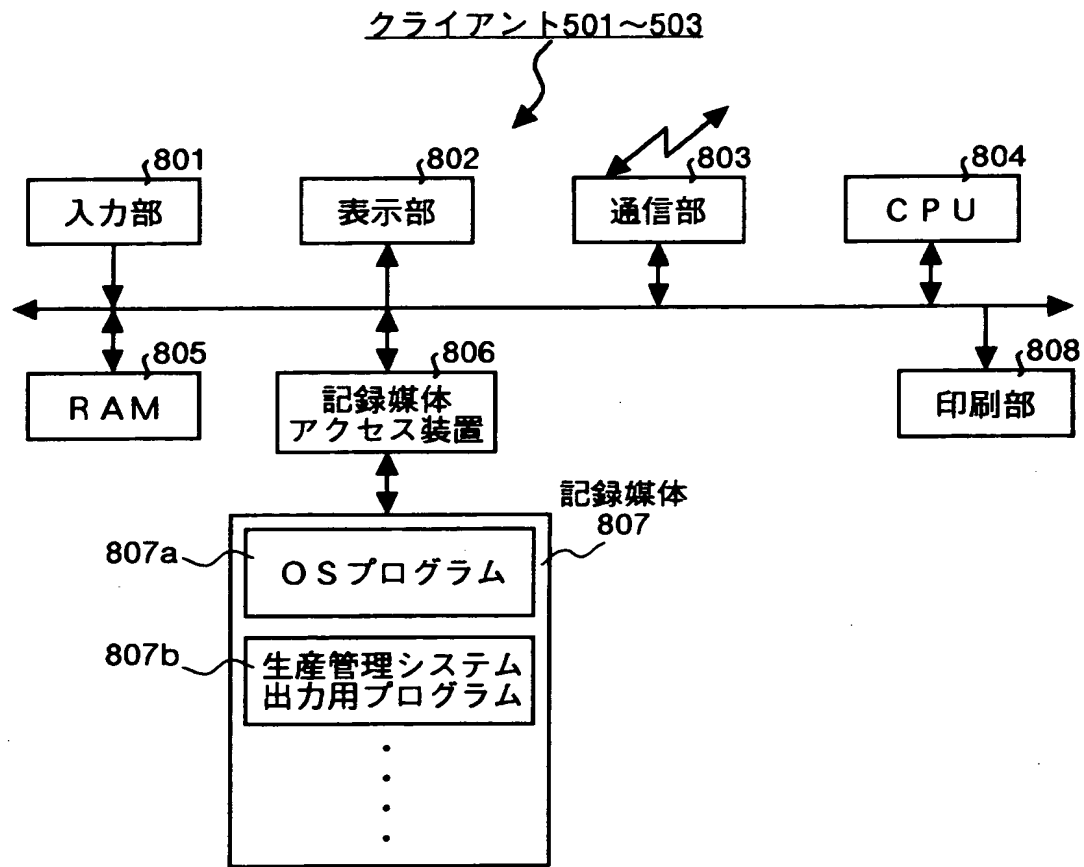 クライアント501～503
801
802
803
804
入力部
表示部
通信部
CPU
805
806
808
RAM
記録媒体
アクセス装置
印刷部
記録媒体
807
807a
OSプログラム
807b
生産管理システム
出力用プログラム